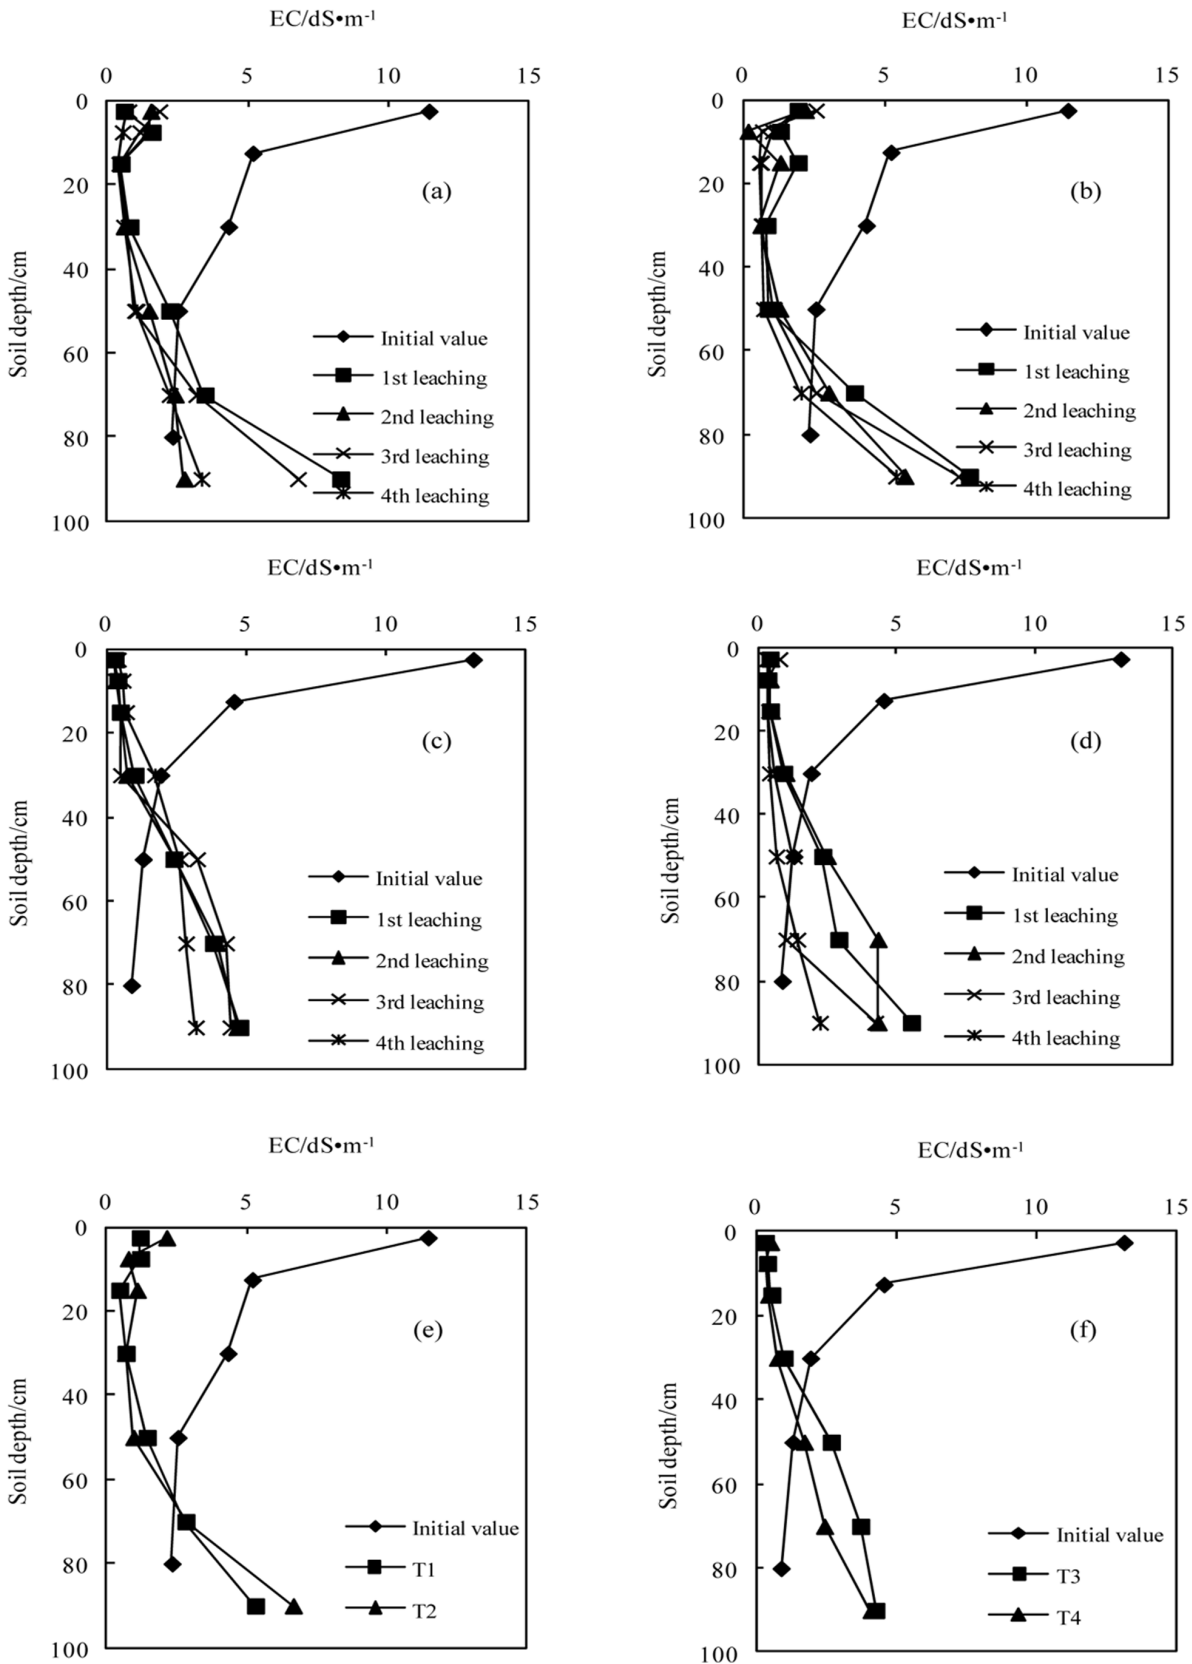 EC/dS•m⁻¹
0 5 10 15
0
20
40
60
80
100
Soil depth/cm
(a)
Initial value
1st leaching
2nd leaching
3rd leaching
4th leaching
EC/dS•m⁻¹
0 5 10 15
0
20
40
60
80
100
Soil depth/cm
(b)
Initial value
1st leaching
2nd leaching
3rd leaching
4th leaching
EC/dS•m⁻¹
0 5 10 15
0
20
40
60
80
100
Soil depth/cm
(c)
Initial value
1st leaching
2nd leaching
3rd leaching
4th leaching
EC/dS•m⁻¹
0 5 10 15
0
20
40
60
80
100
Soil depth/cm
(d)
Initial value
1st leaching
2nd leaching
3rd leaching
4th leaching
EC/dS•m⁻¹
0 5 10 15
0
20
40
60
80
100
Soil depth/cm
(e)
Initial value
T1
T2
EC/dS•m⁻¹
0 5 10 15
0
20
40
60
80
100
Soil depth/cm
(f)
Initial value
T3
T4